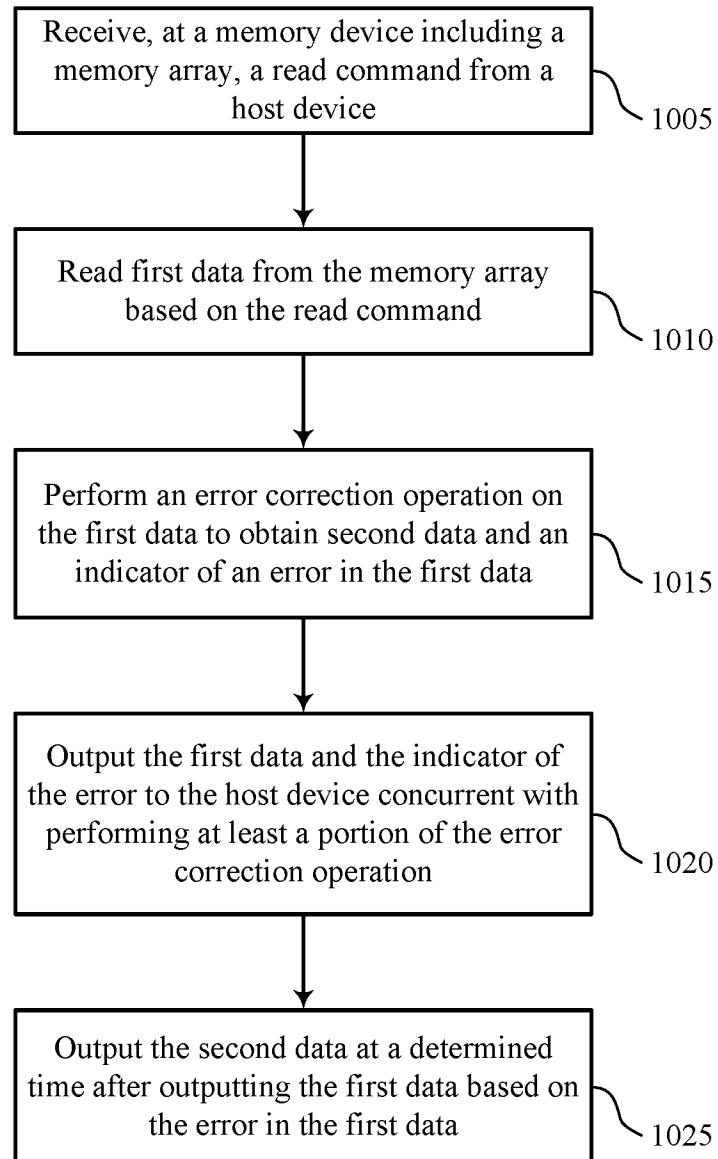 Receive, at a memory device including a
memory array, a read command from a
host device
1005
Read first data from the memory array
based on the read command
1010
Perform an error correction operation on
the first data to obtain second data and an
indicator of an error in the first data
1015
Output the first data and the indicator of
the error to the host device concurrent with
performing at least a portion of the error
correction operation
1020
Output the second data at a determined
time after outputting the first data based on
the error in the first data
1025